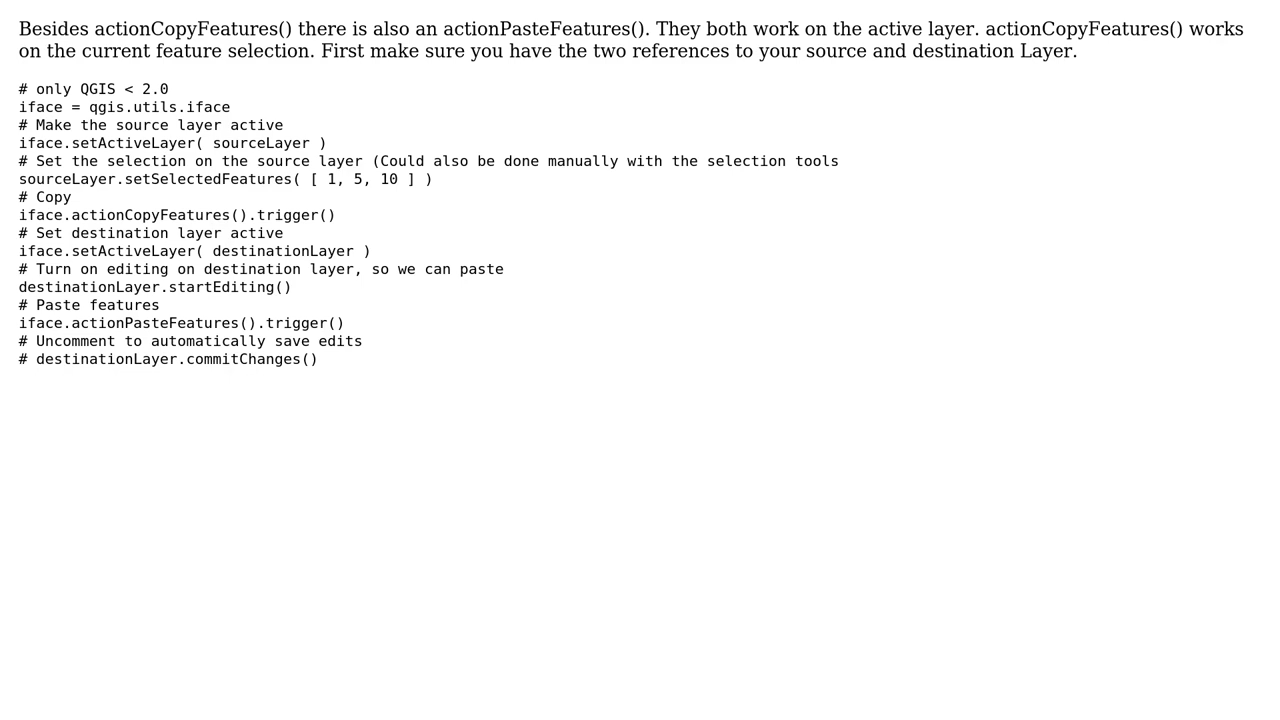 Besides actionCopyFeatures() there is also an actionPasteFeatures(). They both work on the active layer. actionCopyFeatures() works
on the current feature selection. First make sure you have the two references to your source and destination Layer.
# only QGIS < 2.0
iface = qgis.utils.iface
# Make the source layer active
iface.setActiveLayer( sourceLayer )
# Set the selection on the source layer (Could also be done manually with the selection tools
sourceLayer.setSelectedFeatures( [ 1, 5, 10 ] )
# Copy
iface.actionCopyFeatures().trigger()
# Set destination layer active
iface.setActiveLayer( destinationLayer )
# Turn on editing on destination layer, so we can paste
destinationLayer.startEditing()
# Paste features
iface.actionPasteFeatures().trigger()
# Uncomment to automatically save edits
# destinationLayer.commitChanges()